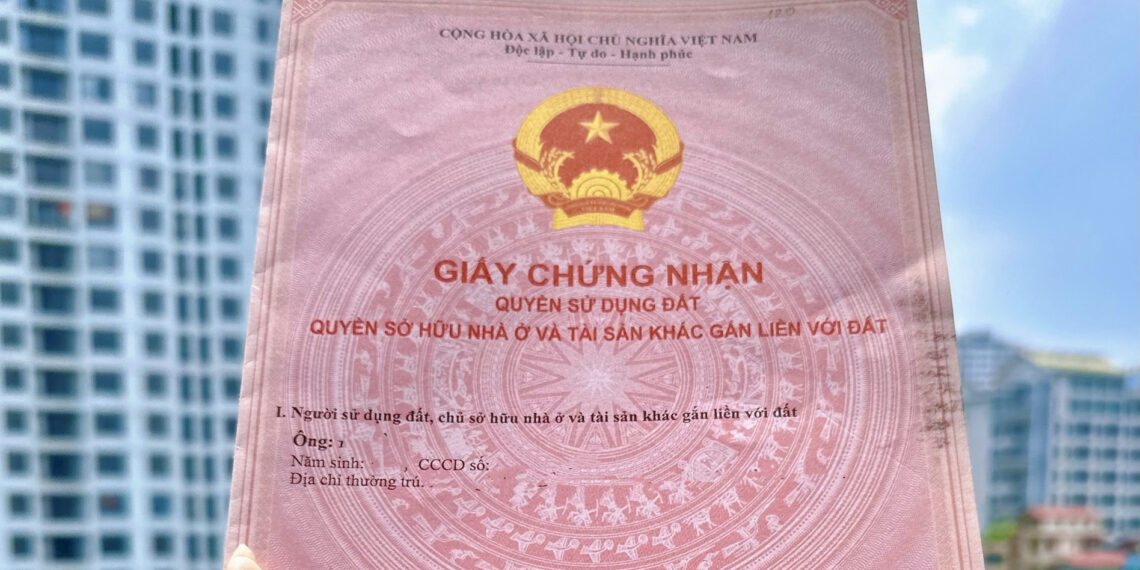 CỘNG HÒA XÃ HỘI CHỦ NGHĨA VIỆT NAM
Độc lập - Tự do - Hạnh phúc
GIẤY CHỨNG NHẬN
QUYỀN SỬ DỤNG ĐẤT
QUYỀN SỞ HỮU NHÀ Ở VÀ TÀI SẢN KHÁC GẮN LIỀN VỚI ĐẤT
I. Người sử dụng đất, chủ sở hữu nhà ở và tài sản khác gắn liền với đất
Ông:
Năm sinh: , CCCD số:
Địa chỉ thường trú.